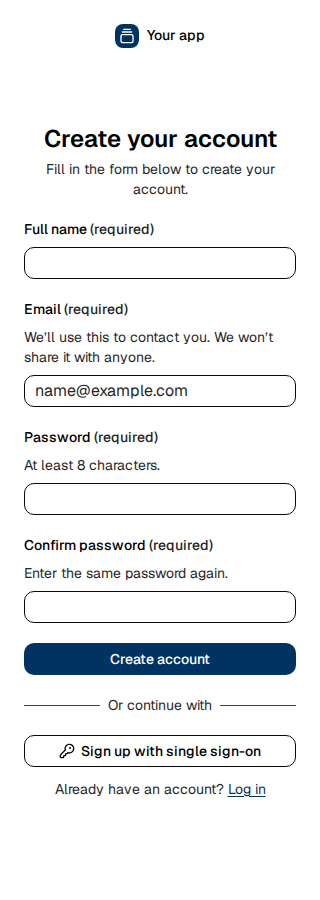 Your app
Create your account
Fill in the form below to create your
account.
Full name (required)
Email (required)
We’ll use this to contact you. We won’t
share it with anyone.
name@example.com
Password (required)
At least 8 characters.
Confirm password (required)
Enter the same password again.
Create account
Or continue with
Sign up with single sign-on
Already have an account? Log in